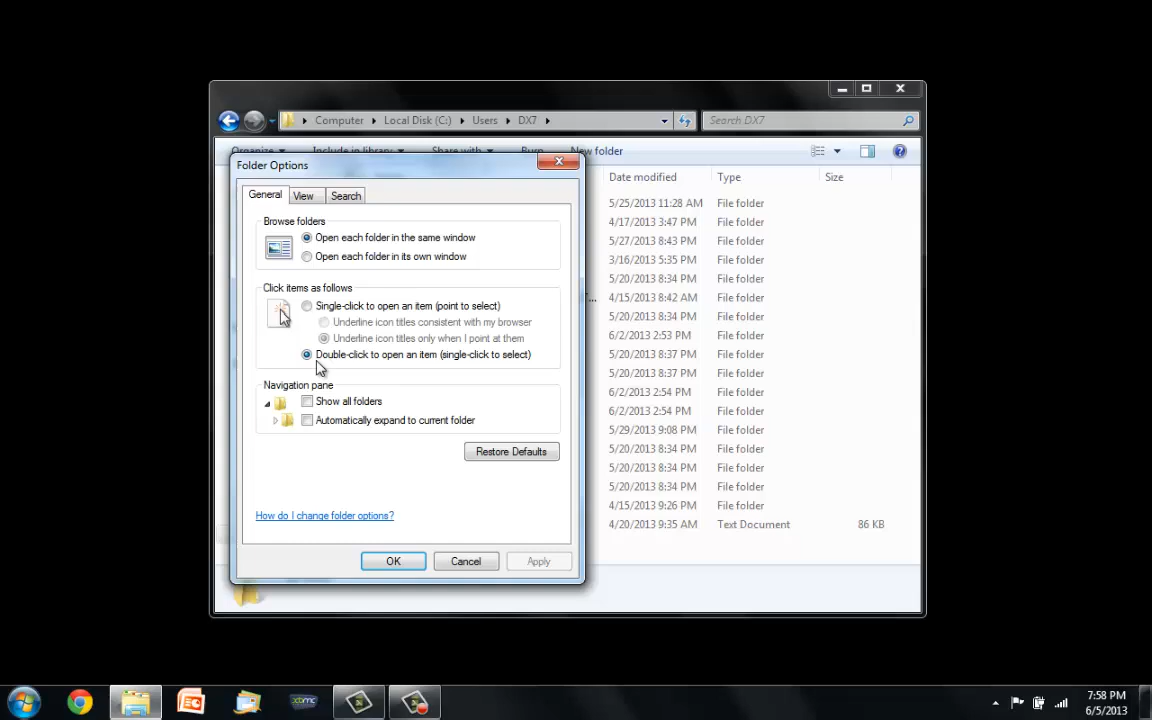 Computer Local Disk (C:) Users DX7 Search DX7
Organize Include in library Share with Burn New folder
Folder Options
Date modified Type Size
General View Search
Browse folders
Open each folder in the same window
Open each folder in its own window
Click items as follows
Single-click to open an item (point to select)
Underline icon titles consistent with my browser
Underline icon titles only when I point at them
Double-click to open an item (single-click to select)
Navigation pane
Show all folders
Automatically expand to current folder
Restore Defaults
How do I change folder options?
OK Cancel Apply
5/25/2013 11:28 AM File folder
4/17/2013 3:47 PM File folder
5/27/2013 8:43 PM File folder
3/16/2013 5:35 PM File folder
5/20/2013 8:34 PM File folder
... 4/15/2013 8:42 AM File folder
5/20/2013 8:34 PM File folder
6/2/2013 2:53 PM File folder
5/20/2013 8:37 PM File folder
5/20/2013 8:37 PM File folder
6/2/2013 2:54 PM File folder
6/2/2013 2:54 PM File folder
5/29/2013 9:08 PM File folder
5/20/2013 8:34 PM File folder
5/20/2013 8:34 PM File folder
5/20/2013 8:34 PM File folder
4/15/2013 9:26 PM File folder
4/20/2013 9:35 AM Text Document 86 KB
xbmc
7:58 PM
6/5/2013